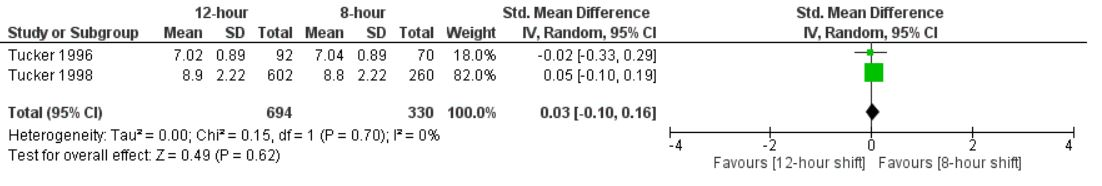 12-hour 8-hour Std. Mean Difference Std. Mean Difference
Study or Subgroup Mean SD Total Mean SD Total Weight IV, Random, 95% CI IV, Random, 95% CI
Tucker 1996 7.02 0.89 92 7.04 0.89 70 18.0% -0.02 [-0.33, 0.29]
Tucker 1998 8.9 2.22 602 8.8 2.22 260 82.0% 0.05 [-0.10, 0.19]
Total (95% CI) 694 330 100.0% 0.03 [-0.10, 0.16]
Heterogeneity: Tau² = 0.00; Chi² = 0.15, df = 1 (P = 0.70); I² = 0%
Test for overall effect: Z = 0.49 (P = 0.62)
-4 -2 0 2 4
Favours [12-hour shift] Favours [8-hour shift]